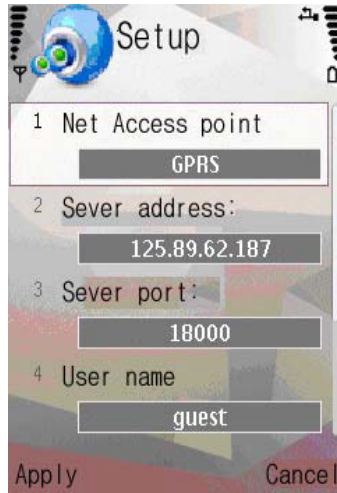 Setup
1 Net Access point
GPRS
2 Sever address:
125.89.62.187
3 Sever port:
18000
4 User name
guest
Apply Cancel